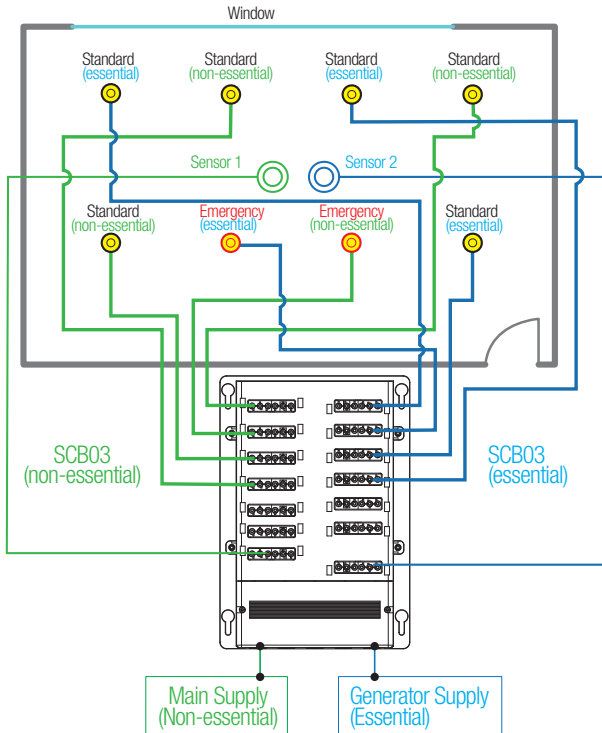 Window
Standard
(essential)
Standard
(non-essential)
Standard
(essential)
Standard
(non-essential)
Sensor 1
Sensor 2
Standard
(non-essential)
Emergency
(essential)
Emergency
(non-essential)
Standard
(essential)
SCB03
(non-essential)
SCB03
(essential)
Main Supply
(Non-essential)
Generator Supply
(Essential)